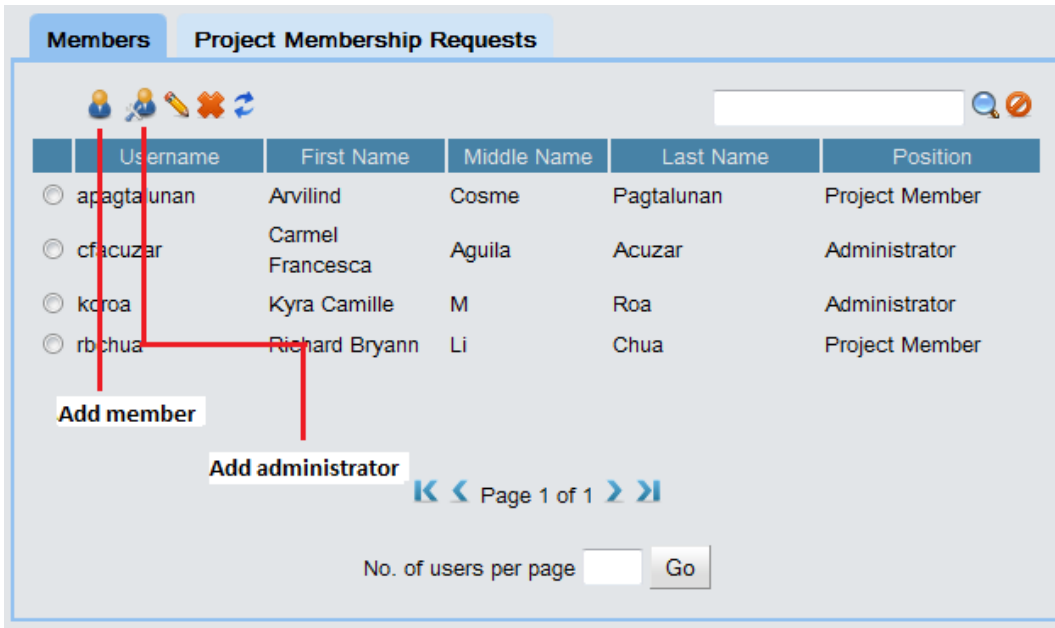 Members Project Membership Requests
Username First Name Middle Name Last Name Position
apagtalunan Arvilind Cosme Pagtalunan Project Member
cfacuzar Carmel Francesca Aguila Acuzar Administrator
kcroa Kyra Camille M Roa Administrator
rbchua Richard Bryann Li Chua Project Member
Add member
Add administrator
Page 1 of 1
No. of users per page Go